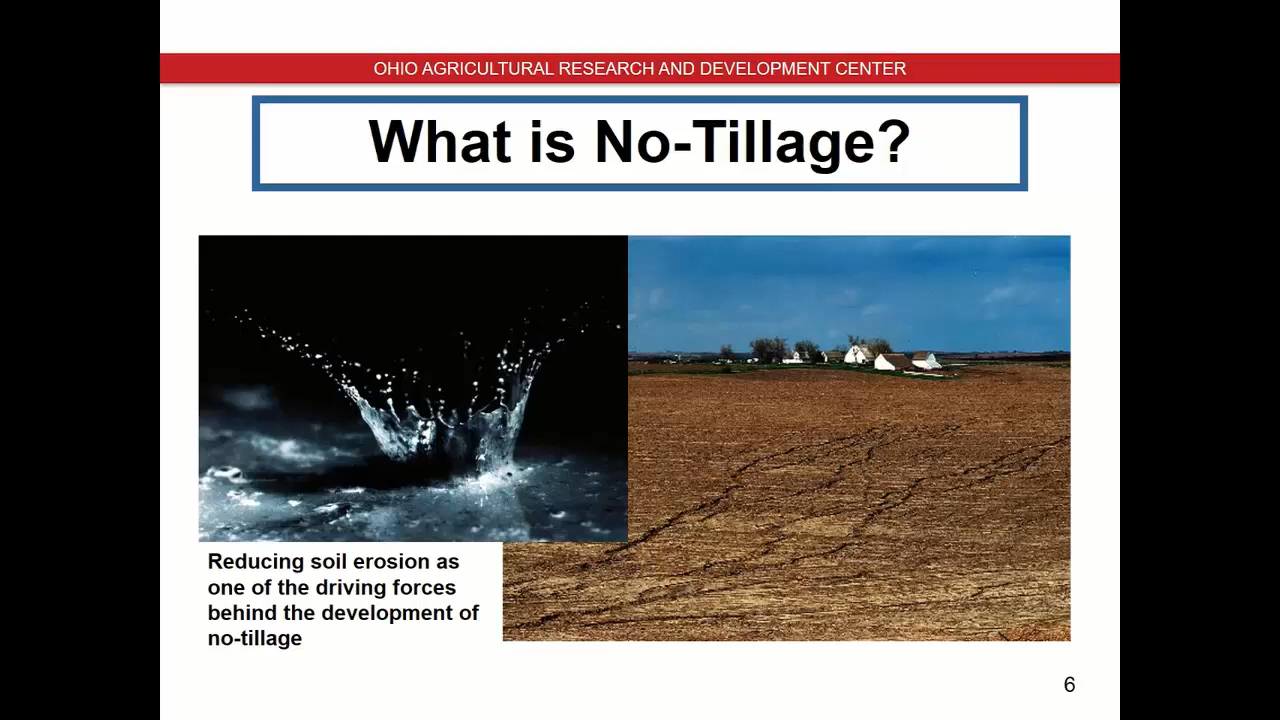 OHIO AGRICULTURAL RESEARCH AND DEVELOPMENT CENTER
What is No-Tillage?
Reducing soil erosion as
one of the driving forces
behind the development of
no-tillage
6